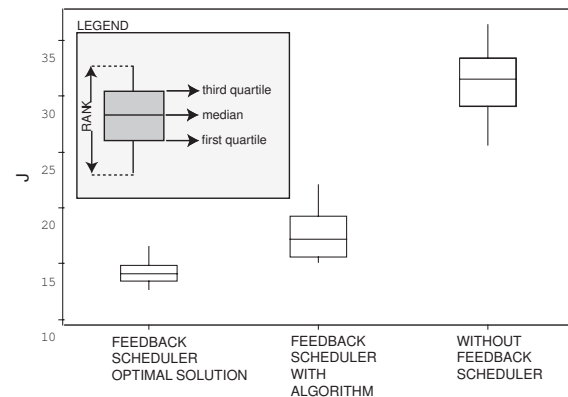 LEGEND
third quartile
median
first quartile
RANK
J
35
30
25
20
15
10
FEEDBACK
SCHEDULER
OPTIMAL SOLUTION
FEEDBACK
SCHEDULER
WITH
ALGORITHM
WITHOUT
FEEDBACK
SCHEDULER